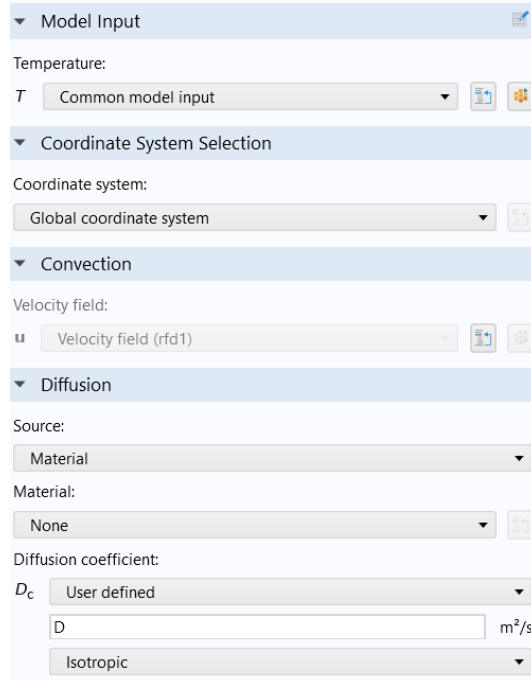 Model Input
Temperature:
T Common model input
Coordinate System Selection
Coordinate system:
Global coordinate system
Convection
Velocity field:
u Velocity field (rfd1)
Diffusion
Source:
Material
Material:
None
Diffusion coefficient:
Dc User defined
D m²/s
Isotropic